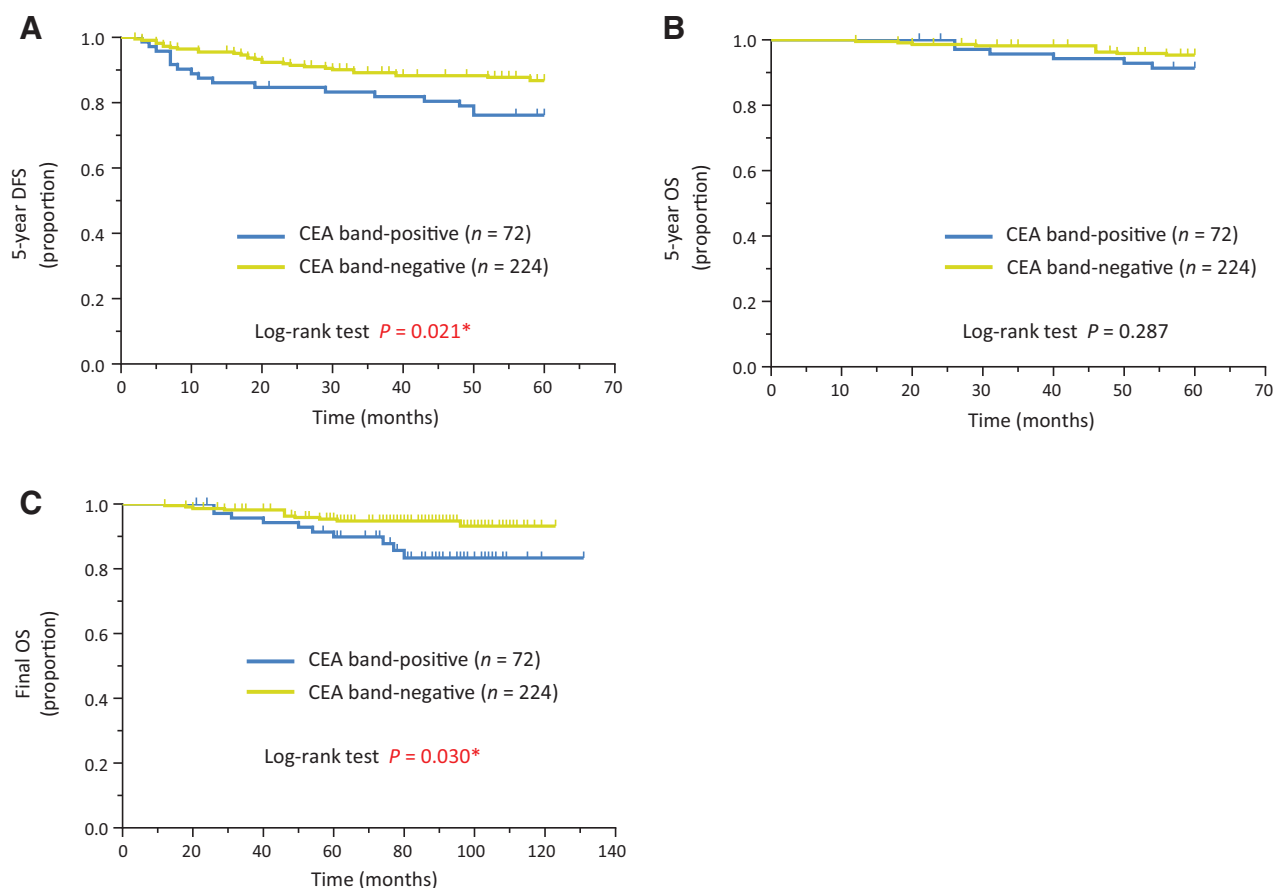 A
1.0
0.8
0.6
0.4
0.2
0.0
5-year DFS
(proportion)
CEA band-positive (n = 72)
CEA band-negative (n = 224)
Log-rank test P = 0.021*
0 10 20 30 40 50 60 70
Time (months)
B
1.0
0.8
0.6
0.4
0.2
0.0
5-year OS
(proportion)
CEA band-positive (n = 72)
CEA band-negative (n = 224)
Log-rank test P = 0.287
0 10 20 30 40 50 60 70
Time (months)
C
1.0
0.8
0.6
0.4
0.2
0.0
Final OS
(proportion)
CEA band-positive (n = 72)
CEA band-negative (n = 224)
Log-rank test P = 0.030*
0 20 40 60 80 100 120 140
Time (months)